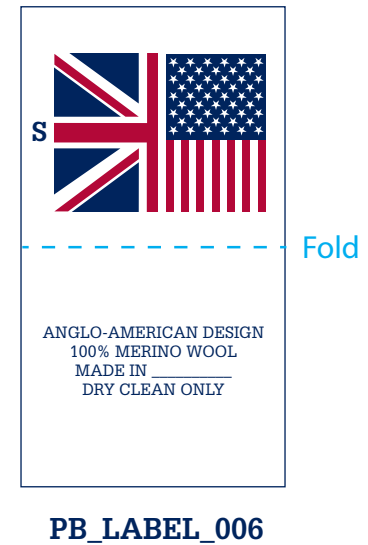 S
Fold
ANGLO-AMERICAN DESIGN
100% MERINO WOOL
MADE IN __________
DRY CLEAN ONLY
PB_LABEL_006